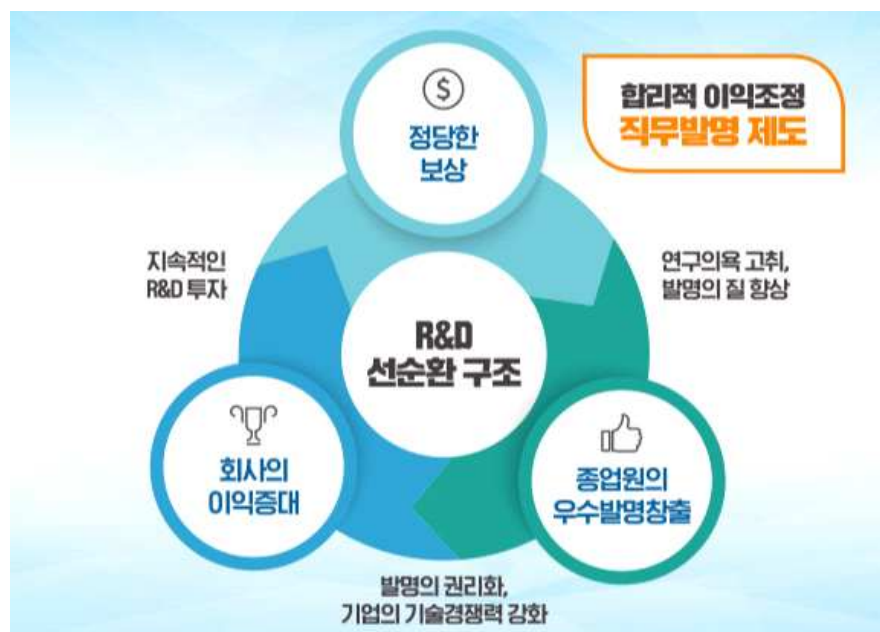 합리적 이익조정
직무발명 제도
정당한
보상
지속적인
R&D 투자
연구의욕 고취,
발명의 질 향상
R&D
선순환 구조
회사의
이익증대
종업원의
우수발명창출
발명의 권리화,
기업의 기술경쟁력 강화